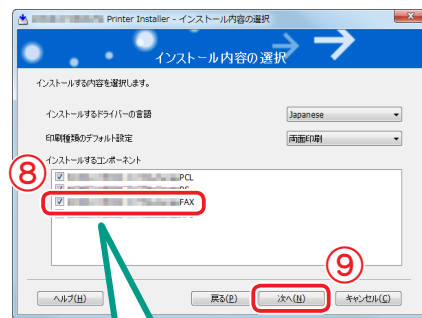 Printer Installer - インストール内容の選択
インストール内容の選択
インストールする内容を選択します。
インストールするドライバーの言語
Japanese
印刷種類のデフォルト設定
両面印刷
インストールするコンポーネント
⑧
PCL
PS
FAX
⑨
ヘルプ(H)
戻る(P)
次へ(N)
キャンセル(C)